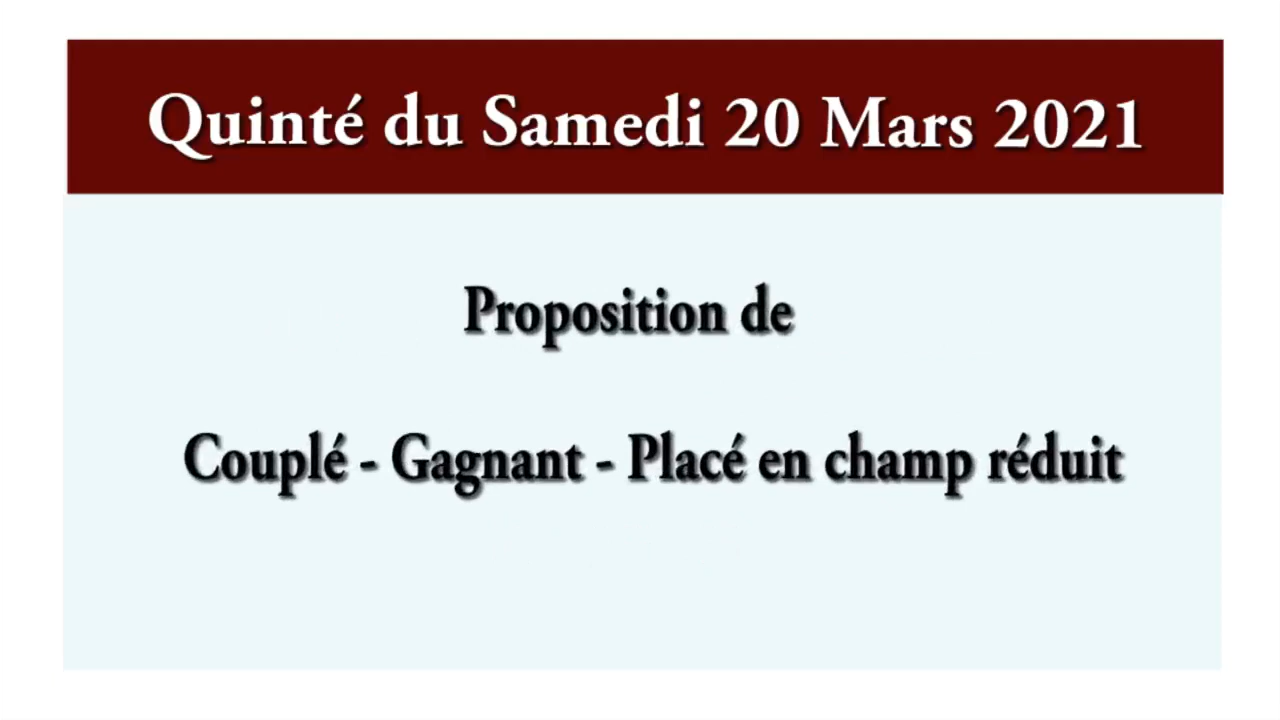 Quinté du Samedi 20 Mars 2021
Proposition de
Couplé - Gagnant - Placé en champ réduit